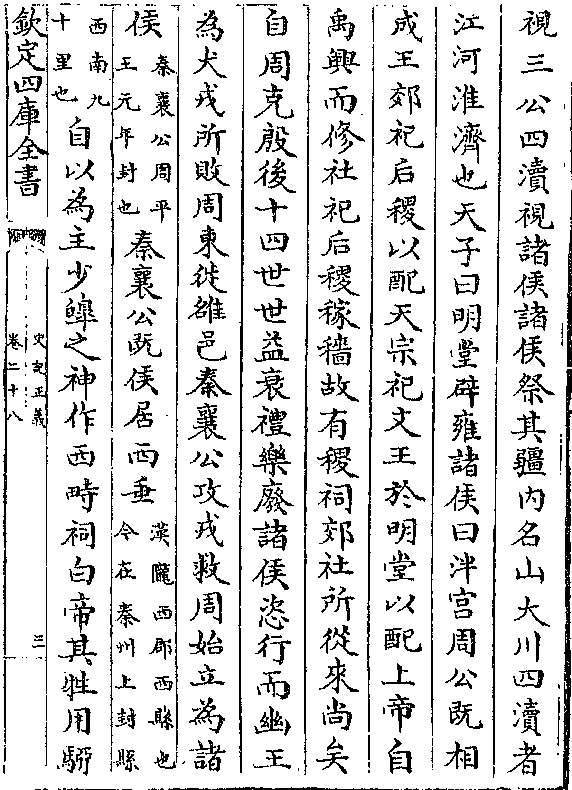 視三公四瀆視諸侯諸侯祭其疆内名山大川四瀆者
江河淮濟也天子曰明堂辟雍諸侯曰泮宫周公既相
成王郊祀后稷以配天宗祀文王於明堂以配上帝自
禹興而修社祀后稷稼穡故有稷祠郊社所從來尚矣
自周克殷後十四世世益衰禮樂廢諸侯恣行而幽王
為犬戎所敗周東徙雒邑秦襄公攻戎救周始立為諸
侯
秦襄公周平
王元年封也
秦襄公既侯居西垂
漢隴西郡西縣也
今在秦州上封縣
西南九
十里也
自以為主少皥之神作西畤祠白帝其牲用駵
欽定四庫全書
史記正義
卷二十八
三